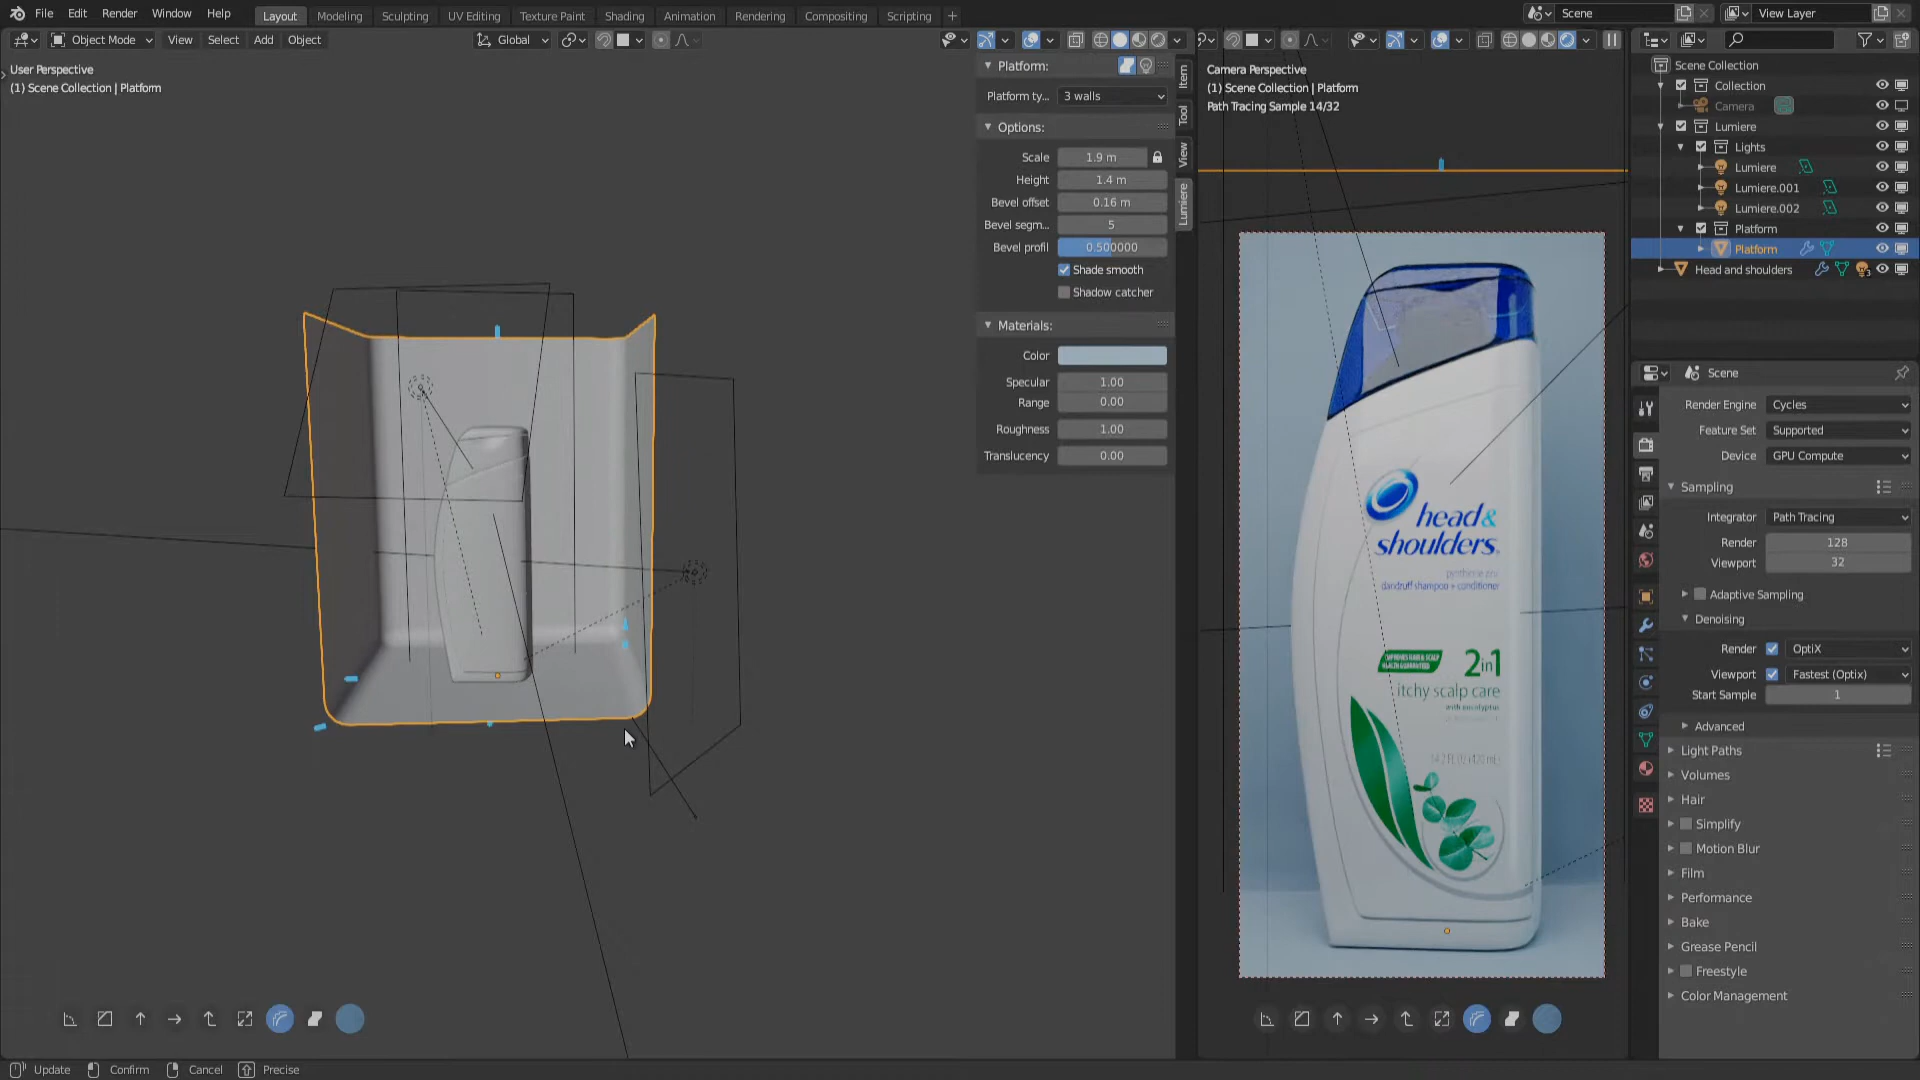 File Edit Render Window Help Layout Modeling Sculpting UV Editing Texture Paint Shading Animation Rendering Compositing Scripting Scene View Layer
Object Mode View Select Add Object Global
User Perspective
(1) Scene Collection | Platform
Platform:
Platform ty... 3 walls
Options:
Scale 1.9 m
Height 1.4 m
Bevel offset 0.16 m
Bevel segm... 5
Bevel profil 0.500000
Shade smooth
Shadow catcher
Materials:
Color
Specular 1.00
Range 0.00
Roughness 1.00
Translucency 0.00
Item
Tool
View
Lumiere
Camera Perspective
(1) Scene Collection | Platform
Path Tracing Sample 14/32
head&
shoulders.
dandruff shampoo + conditioner
2in1
itchy scalp care
with eucalyptus
Scene Collection
Collection
Camera
Lumiere
Lights
Lumiere
Lumiere.001
Lumiere.002
Platform
Platform
Head and shoulders
3
Scene
Render Engine Cycles
Feature Set Supported
Device GPU Compute
Sampling
Integrator Path Tracing
Render 128
Viewport 32
Adaptive Sampling
Denoising
Render OptiX
Viewport Fastest (Optix)
Start Sample 1
Advanced
Light Paths
Volumes
Hair
Simplify
Motion Blur
Film
Performance
Bake
Grease Pencil
Freestyle
Color Management
Update Confirm Cancel Precise